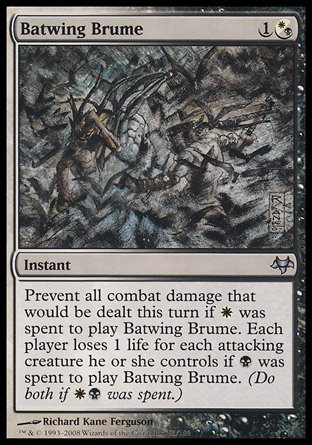 Batwing Brume 1
Instant
Prevent all combat damage that
would be dealt this turn if was
spent to play Batwing Brume. Each
player loses 1 life for each attacking
creature he or she controls if was
spent to play Batwing Brume. (Do
both if was spent.)
Richard Kane Ferguson
™ & © 1993–2008 Wizards of the